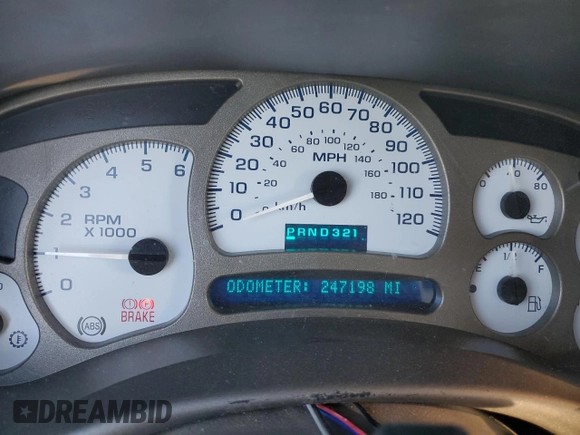 1 2 3 4 5 6
RPM
X 1000
ABS
BRAKE
0 10 20 30 40 50 60 70 80 90 100 110 120
20 40 60 80 100 120 140 160 180
MPH
km/h
PRND321
ODOMETER: 247198 MI
0 40 80
E 1/2 F
DREAMBID